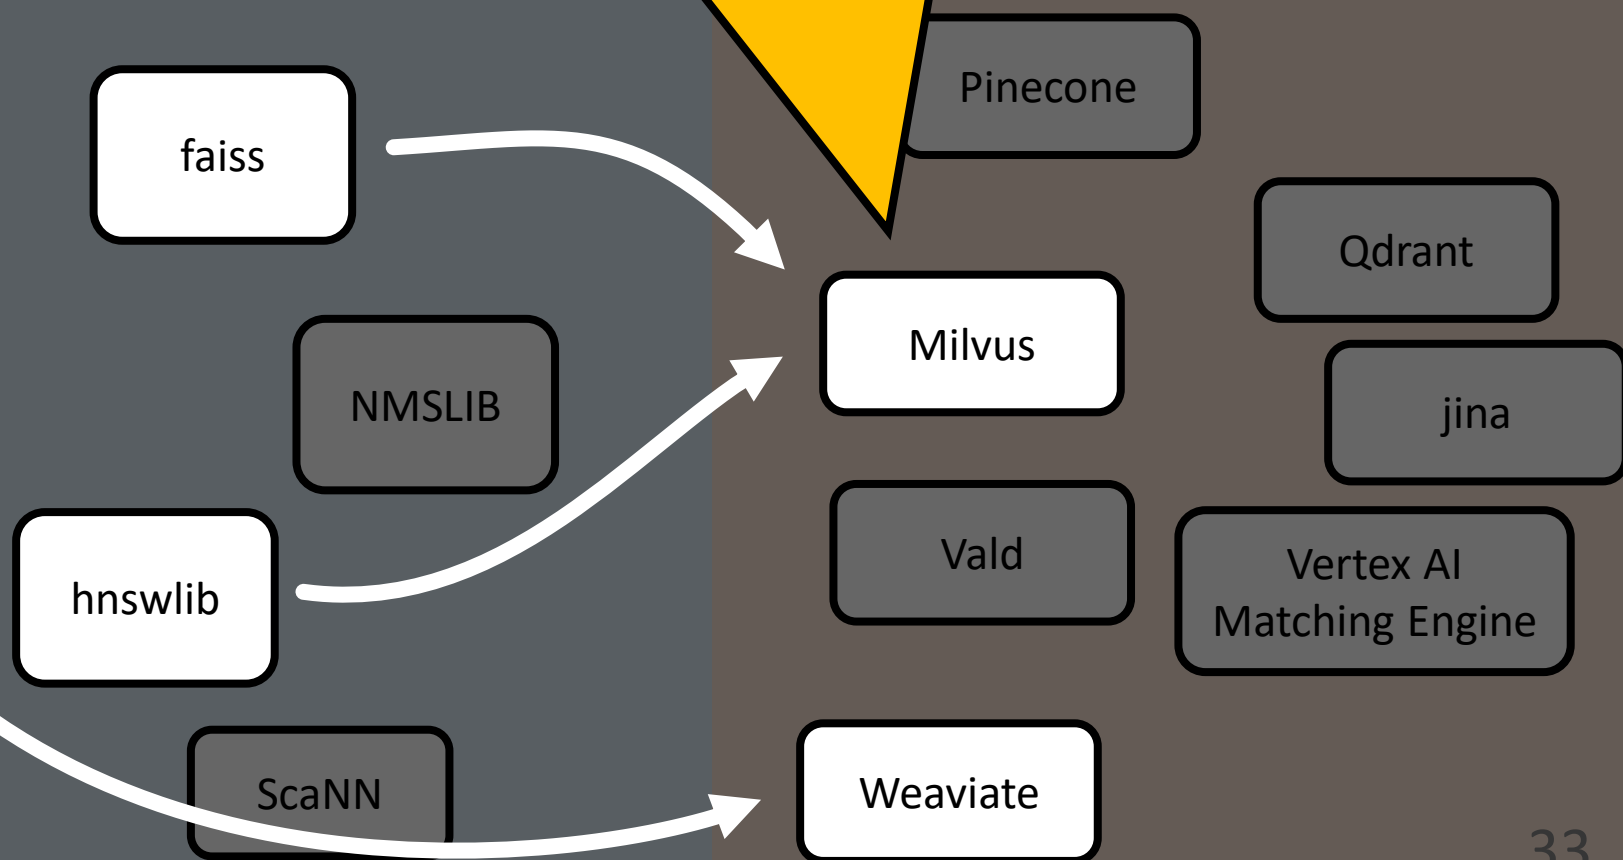 Pinecone
faiss
Qdrant
Milvus
NMSLIB
jina
Vald
Vertex AI
Matching Engine
hnswlib
ScaNN
Weaviate
33